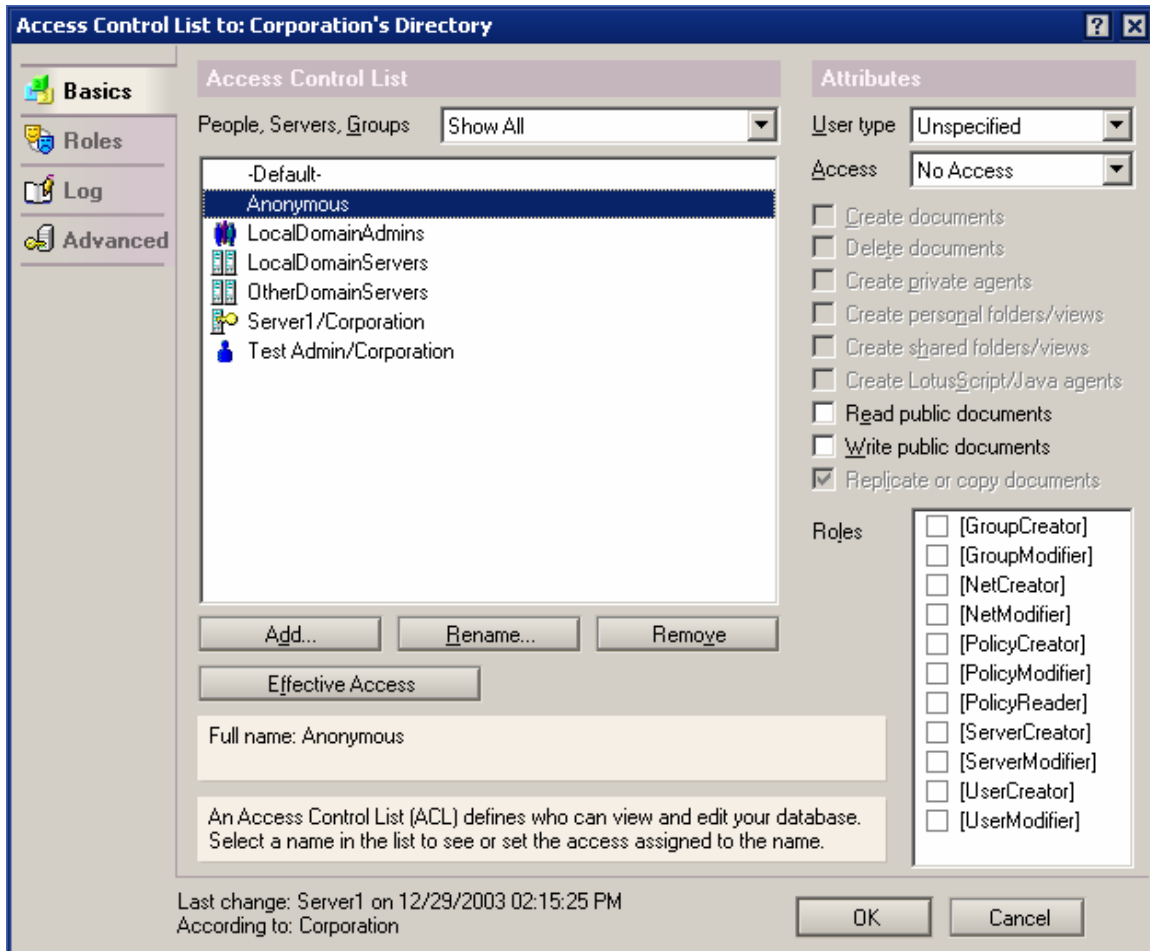 Access Control List to: Corporation's Directory
Basics
Roles
Log
Advanced
Access Control List
People, Servers, Groups
Show All
-Default-
Anonymous
LocalDomainAdmins
LocalDomainServers
OtherDomainServers
Server1/Corporation
Test Admin/Corporation
Add...
Rename...
Remove
Effective Access
Full name: Anonymous
An Access Control List (ACL) defines who can view and edit your database.
Select a name in the list to see or set the access assigned to the name.
Attributes
User type
Unspecified
Access
No Access
Create documents
Delete documents
Create private agents
Create personal folders/views
Create shared folders/views
Create LotusScript/Java agents
Read public documents
Write public documents
Replicate or copy documents
Roles
[GroupCreator]
[GroupModifier]
[NetCreator]
[NetModifier]
[PolicyCreator]
[PolicyModifier]
[PolicyReader]
[ServerCreator]
[ServerModifier]
[UserCreator]
[UserModifier]
Last change: Server1 on 12/29/2003 02:15:25 PM
According to: Corporation
OK
Cancel